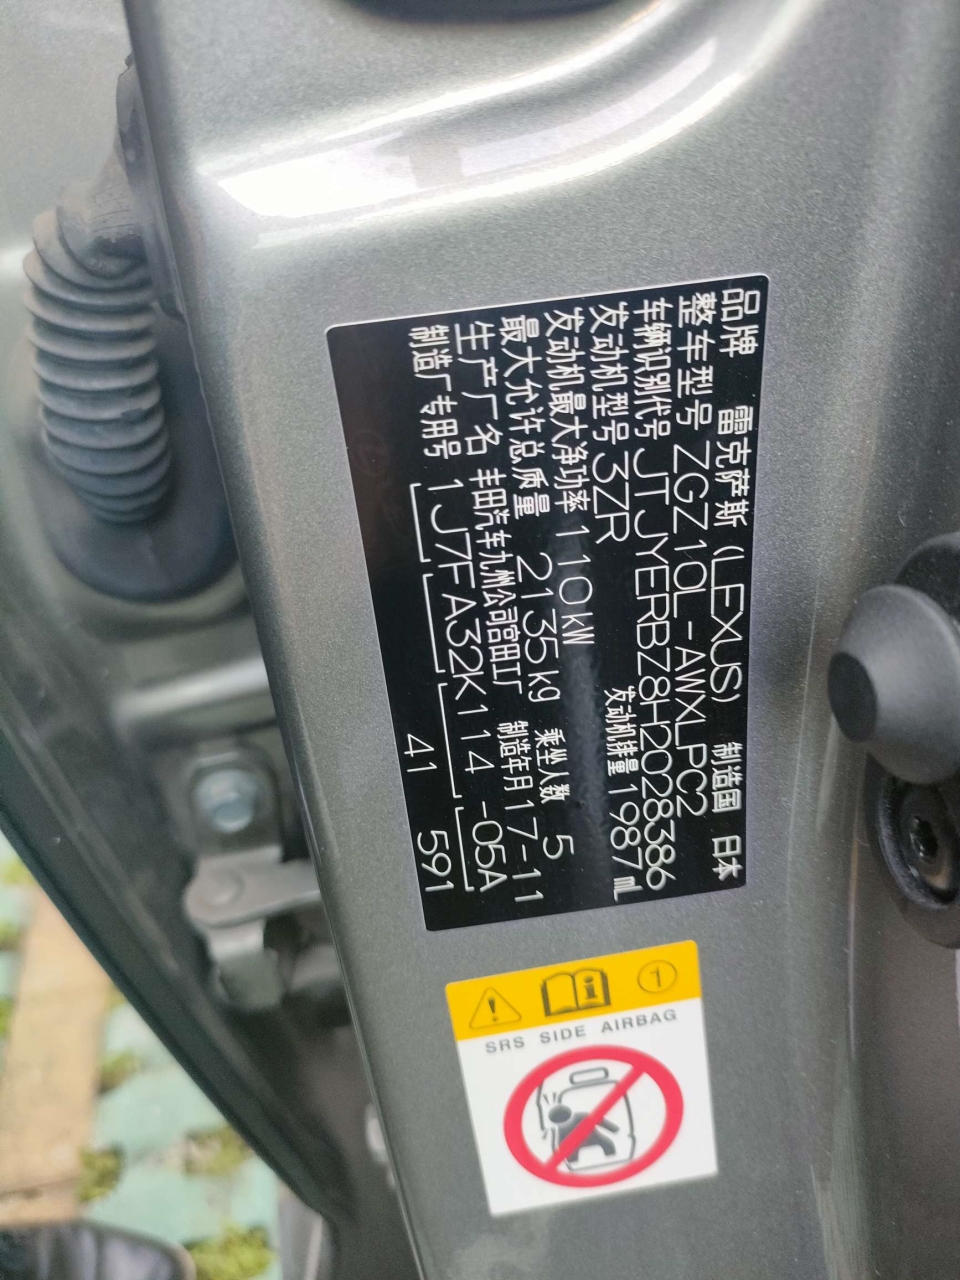 品牌 雷克萨斯 (LEXUS) 制造国 日本
整车型号 ZGZ10L-AWXLPC2
车辆识别代号 JTJYERBZ8H2028386
发动机型号 3ZR 发动机排量 1987 ml
发动机最大净功率 110kW
最大允许总质量 2135kg 乘坐人数 5
生产厂名 丰田汽车九州公司宫田工厂 制造年月 17-11
制造厂专用号 1J7FA32K114-05A
41 591
1
SRS SIDE AIRBAG